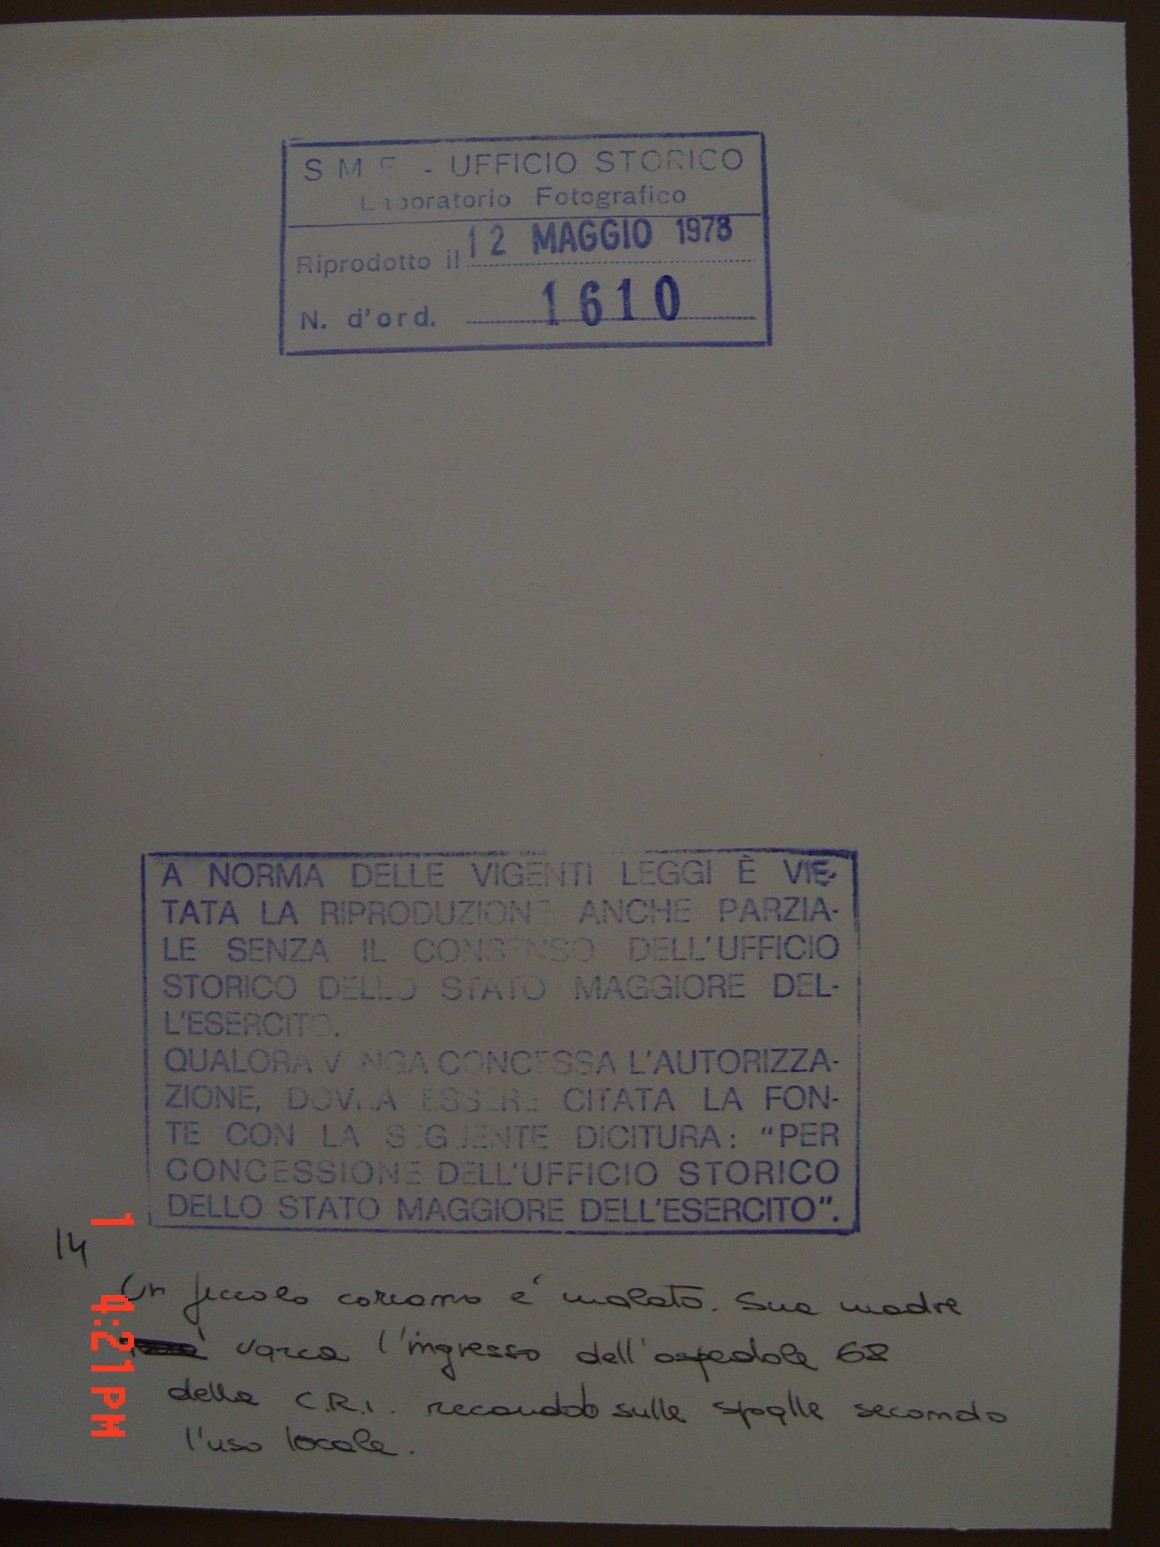 S M E - UFFICIO STORICO
Laboratorio Fotografico
Riprodotto il 12 MAGGIO 1978
N. d'ord. 1610
A NORMA DELLE VIGENTI LEGGI È VIE-
TATA LA RIPRODUZIONE ANCHE PARZIA-
LE SENZA IL CONSENSO DELL'UFFICIO
STORICO DELLO STATO MAGGIORE DEL-
L'ESERCITO.
QUALORA VENGA CONCESSA L'AUTORIZZA-
ZIONE, DOVRA ESSERE CITATA LA FON-
TE CON LA SEGUENTE DICITURA: "PER
CONCESSIONE DELL'UFFICIO STORICO
DELLO STATO MAGGIORE DELL'ESERCITO".
14
Un piccolo coreano e' malato. Sua madre
varca l'ingresso dell'ospedale 68
della C.R.I. recandolo sulle spalle secondo
l'uso locale.
1 4:21 PM